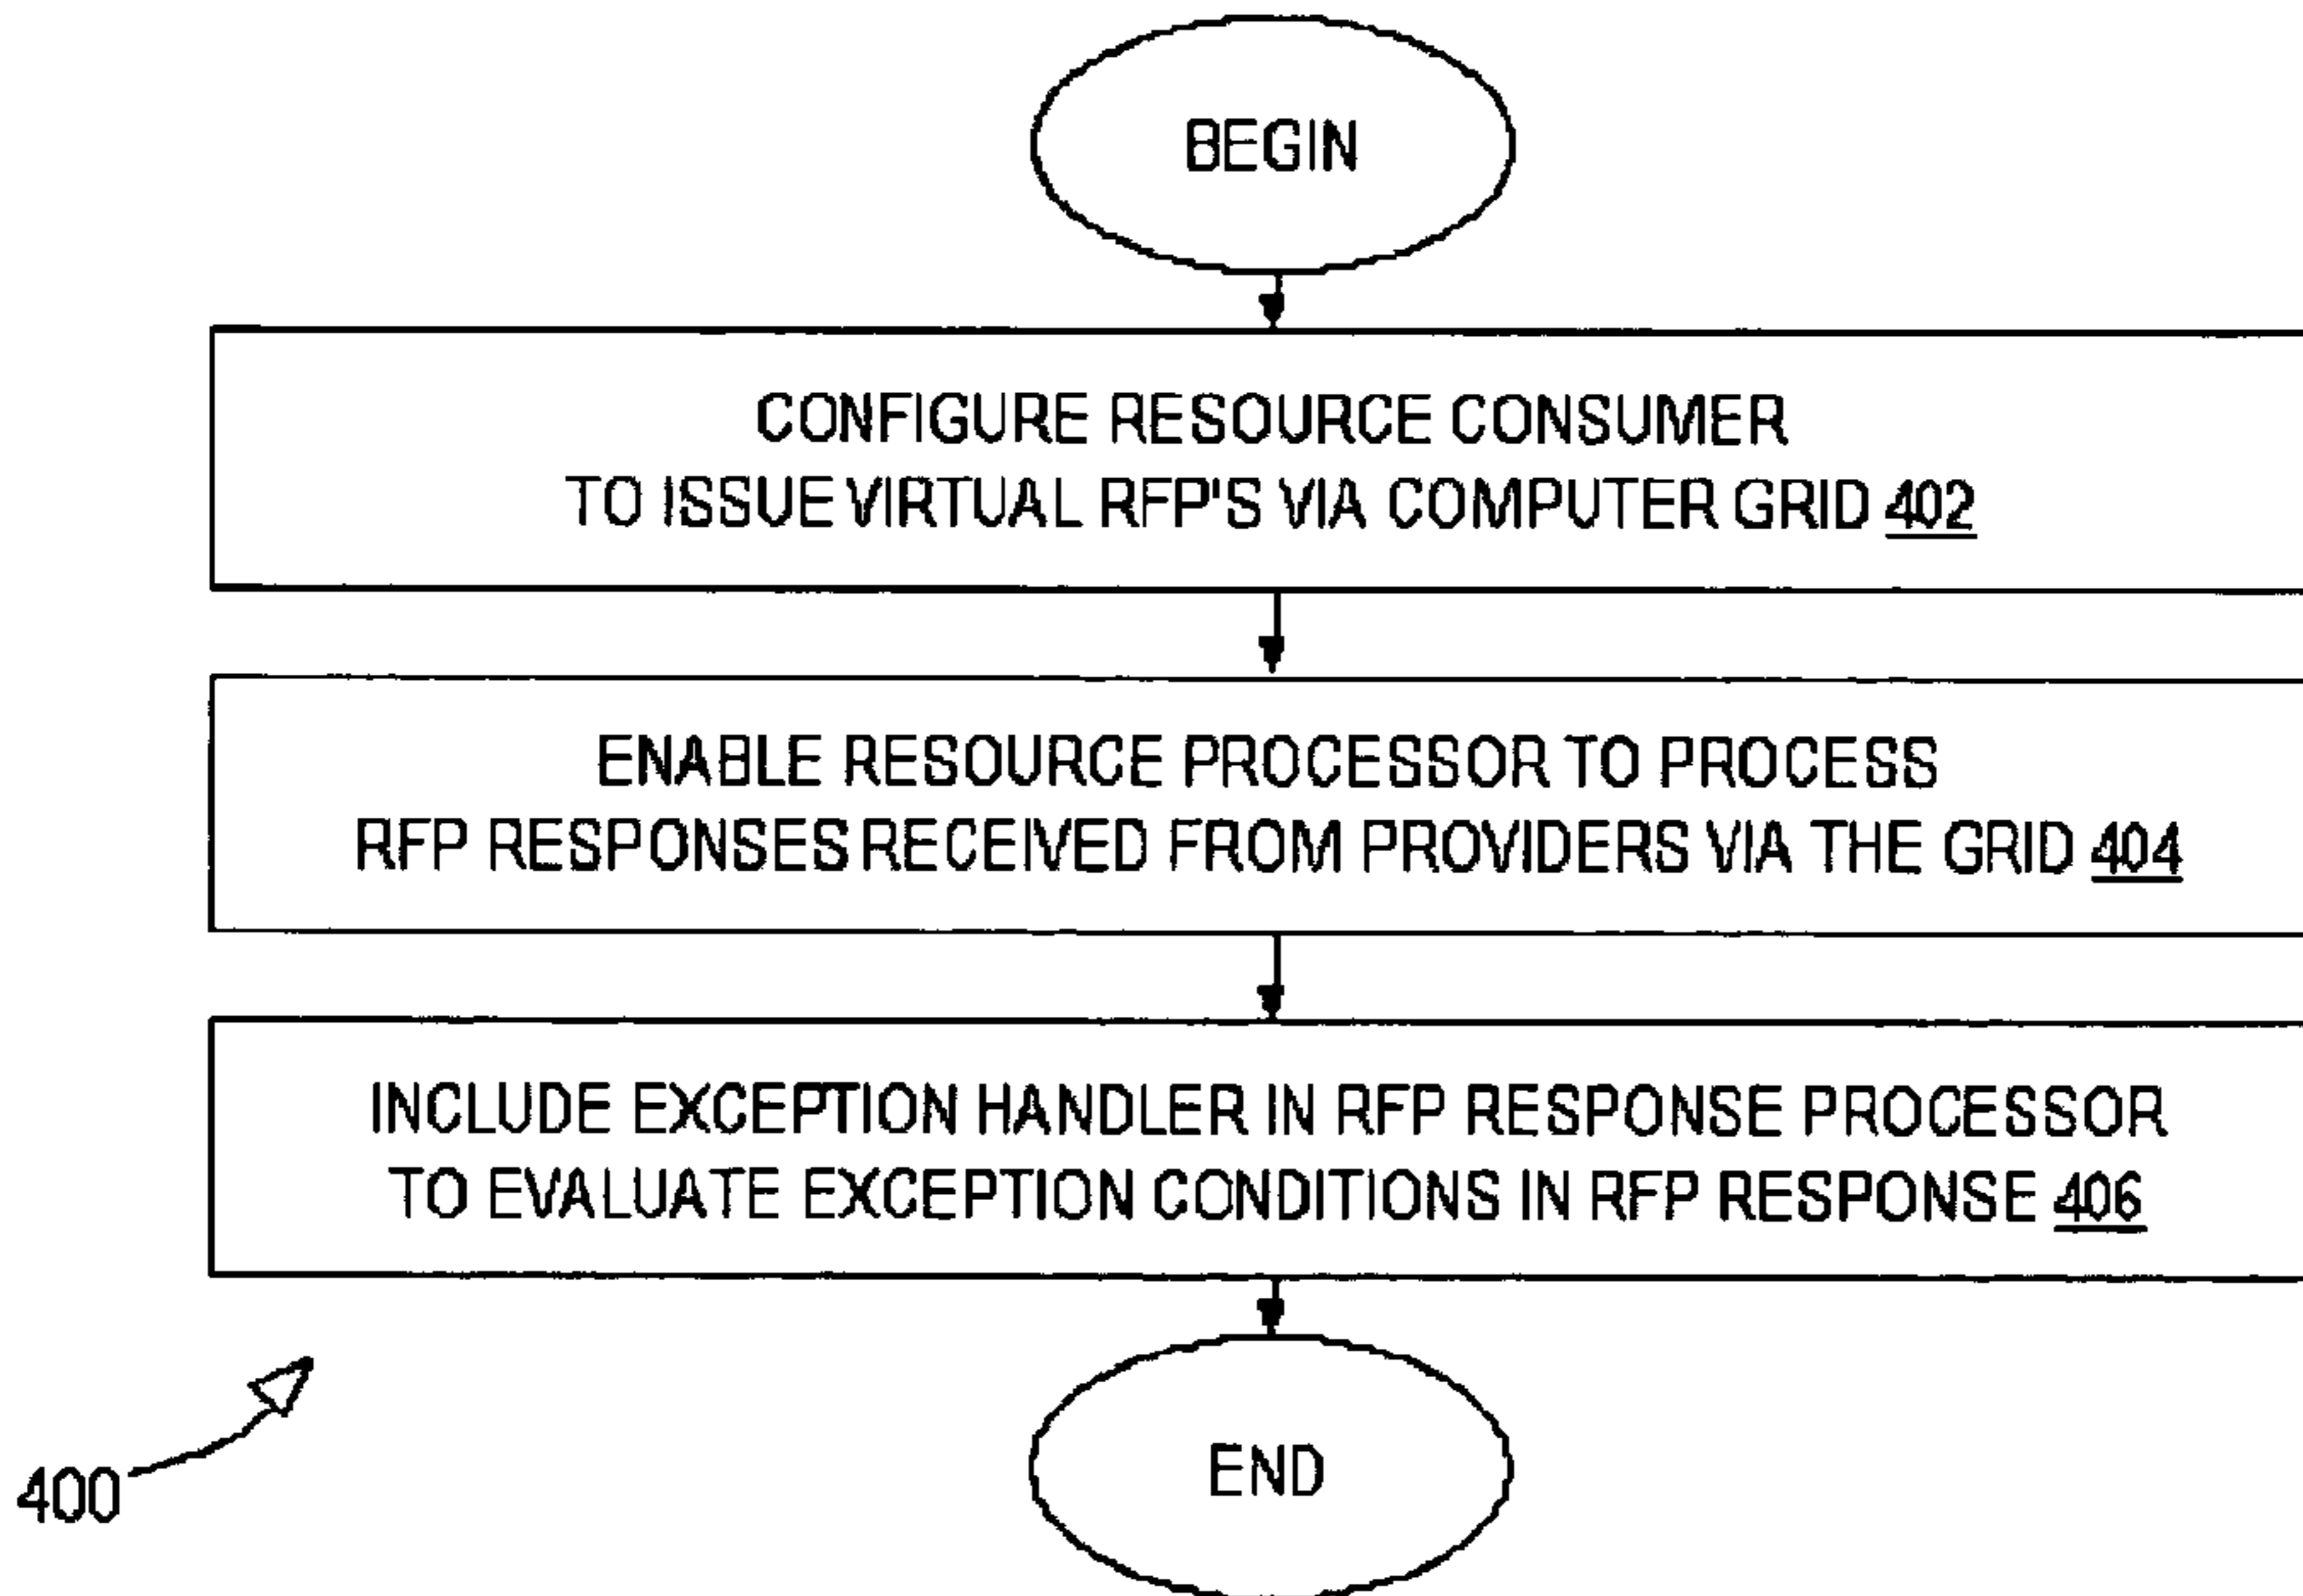 BEGIN
CONFIGURE RESOURCE CONSUMER
TO ISSUE VIRTUAL RFP'S VIA COMPUTER GRID 402
ENABLE RESOURCE PROCESSOR TO PROCESS
RFP RESPONSES RECEIVED FROM PROVIDERS VIA THE GRID 404
INCLUDE EXCEPTION HANDLER IN RFP RESPONSE PROCESSOR
TO EVALUATE EXCEPTION CONDITIONS IN RFP RESPONSE 406
END
400